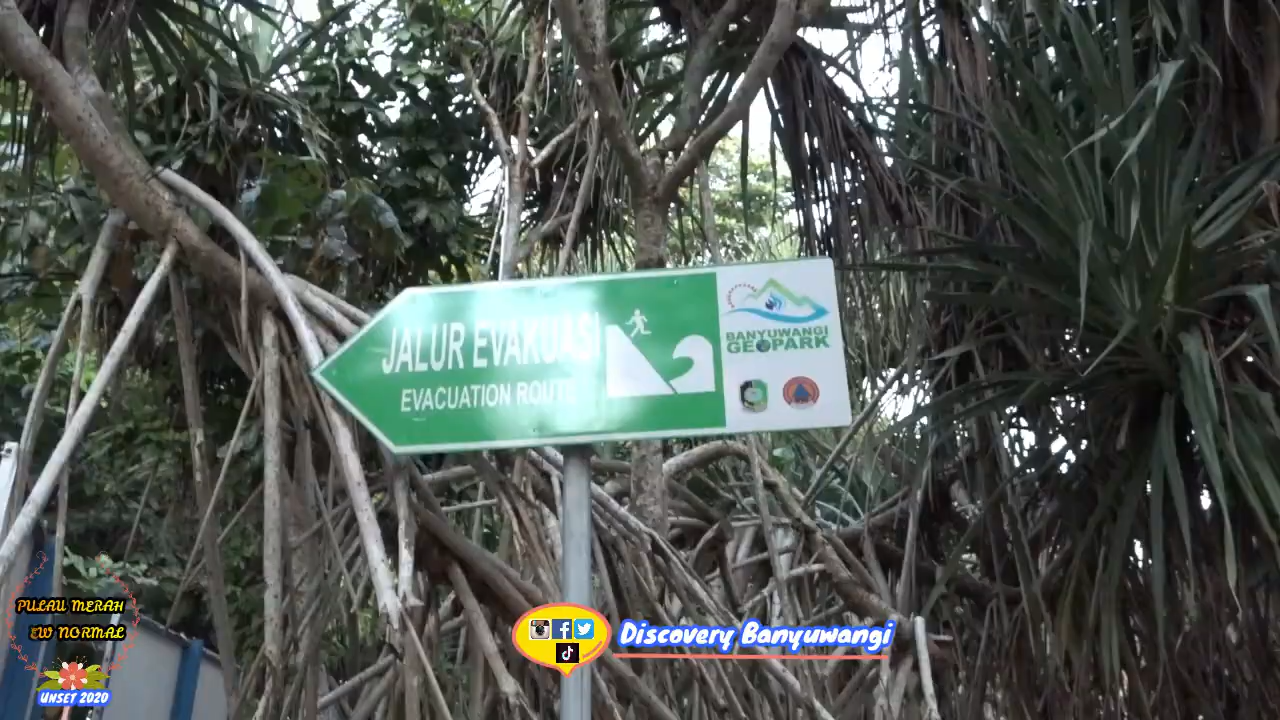 JALUR EVAKUASI
EVACUATION ROUTE
BANYUWANGI
GEOPARK
PULAU MERAH
EW NORMAL
UNSET 2020
Discovery Banyuwangi